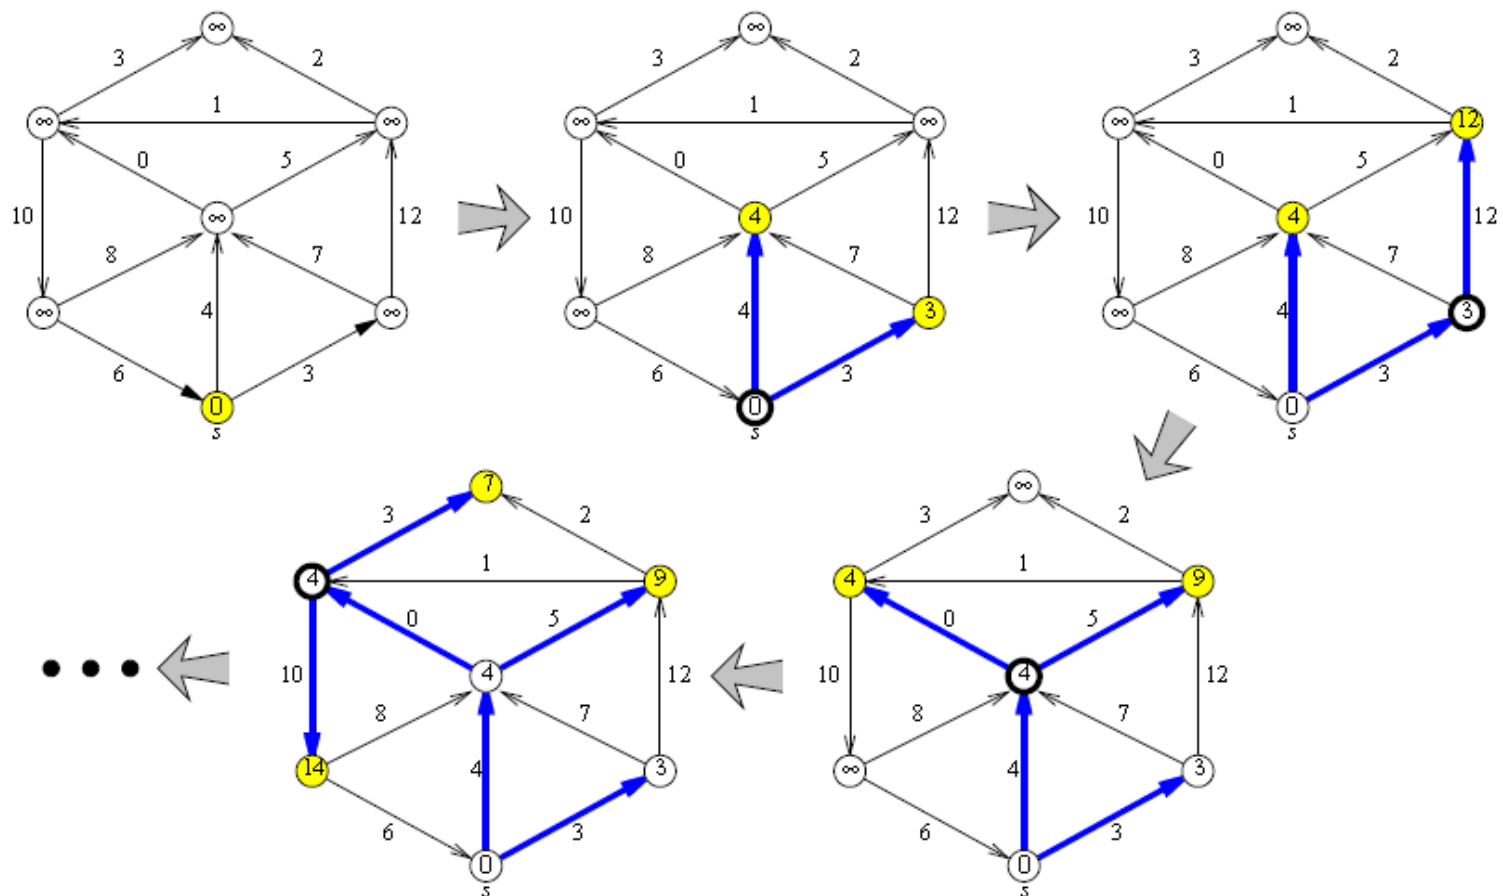 ∞ ∞ ∞
3 2 3 2 3 2
1 1 1
∞ ∞ ∞ ∞ ∞ 12
0 5 0 5 0 5
10 ∞ 12 10 4 12 10 4 12
8 7 8 7 8 7
∞ 4 ∞ ∞ 4 3 ∞ 4 3
6 3 6 3 6 3
0 0 0
s s s
7 ∞
3 2 3 2
1 1
4 9 4 9
0 5 0 5
10 4 12 10 4 12
8 7 8 7
14 4 3 ∞ 4 3
6 3 6 3
0 0
s s